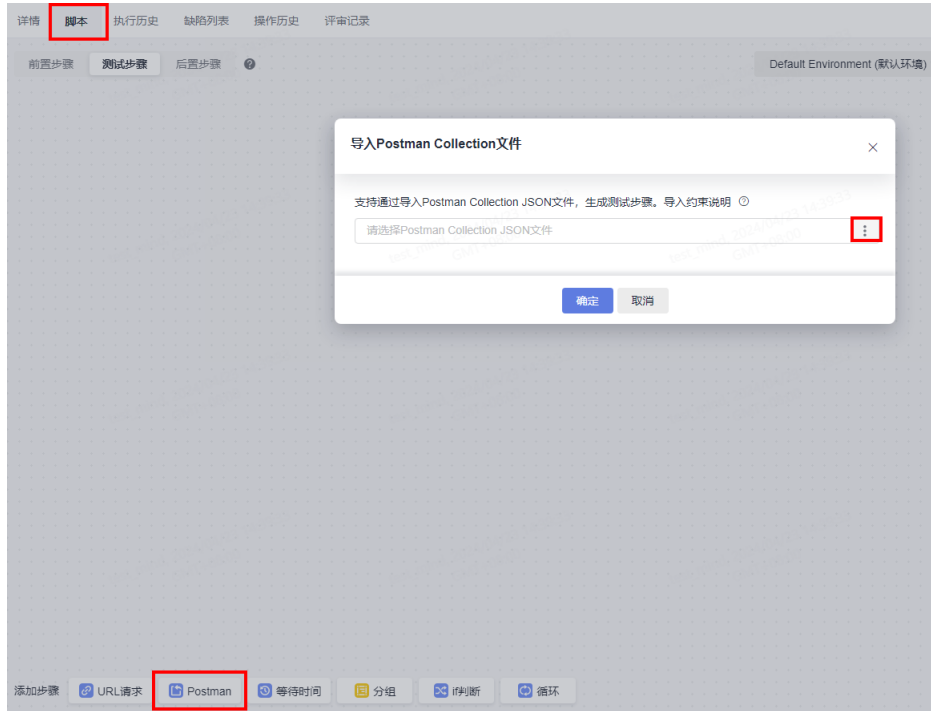 详情 脚本 执行历史 缺陷列表 操作历史 评审记录
前置步骤 测试步骤 后置步骤 Default Environment (默认环境)
导入Postman Collection文件
支持通过导入Postman Collection JSON文件，生成测试步骤。导入约束说明
请选择Postman Collection JSON文件
确定 取消
添加步骤 URL请求 Postman 等待时间 分组 if判断 循环